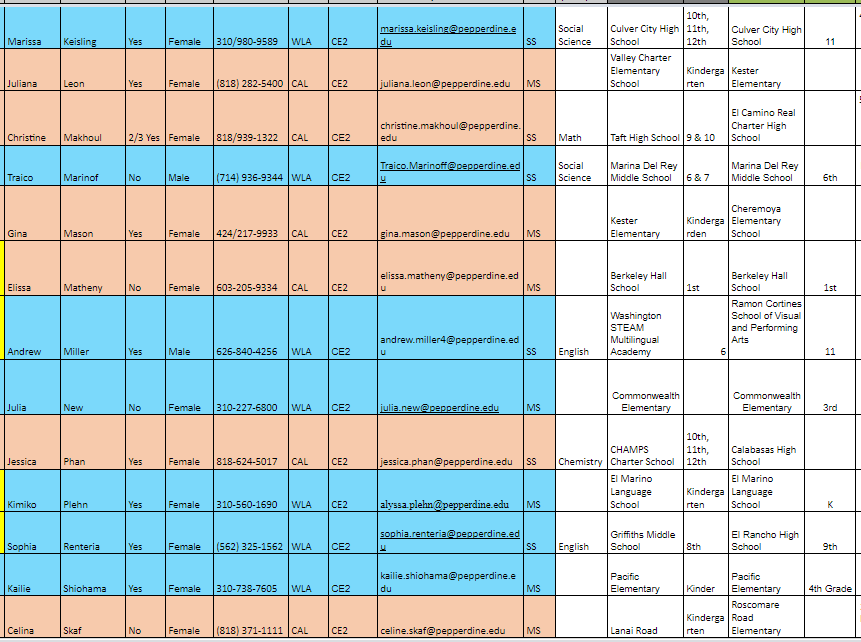 Marissa Keisling Yes Female 310/980-9589 WLA CE2 marissa.keisling@pepperdine.edu SS Social Science Culver City High School 10th, 11th, 12th Culver City High School 11
Juliana Leon Yes Female (818) 282-5400 CAL CE2 juliana.leon@pepperdine.edu MS Valley Charter Elementary School Kindergarten Kester Elementary
Christine Makhoul 2/3 Yes Female 818/939-1322 CAL CE2 christine.makhoul@pepperdine.edu SS Math Taft High School 9 & 10 El Camino Real Charter High School
Traico Marinof No Male (714) 936-9344 WLA CE2 Traico.Marinoff@pepperdine.edu SS Social Science Marina Del Rey Middle School 6 & 7 Marina Del Rey Middle School 6th
Gina Mason Yes Female 424/217-9933 CAL CE2 gina.mason@pepperdine.edu MS Kester Elementary Kindergarden Cheremoya Elementary School
Elissa Matheny No Female 603-205-9334 CAL CE2 elissa.matheny@pepperdine.edu MS Berkeley Hall School 1st Berkeley Hall School 1st
Andrew Miller Yes Male 626-840-4256 WLA CE2 andrew.miller4@pepperdine.edu SS English Washington STEAM Multilingual Academy 6 Ramon Cortines School of Visual and Performing Arts 11
Julia New No Female 310-227-6800 WLA CE2 julia.new@pepperdine.edu MS Commonwealth Elementary Commonwealth Elementary 3rd
Jessica Phan Yes Female 818-624-5017 CAL CE2 jessica.phan@pepperdine.edu SS Chemistry CHAMPS Charter School 10th, 11th, 12th Calabasas High School
Kimiko Plehn Yes Female 310-560-1690 WLA CE2 alyssa.plehn@pepperdine.edu MS El Marino Language School Kindergarten El Marino Language School K
Sophia Renteria Yes Female (562) 325-1562 WLA CE2 sophia.renteria@pepperdine.edu SS English Griffiths Middle School 8th El Rancho High School 9th
Kailie Shiohama Yes Female 310-738-7605 WLA CE2 kailie.shiohama@pepperdine.edu MS Pacific Elementary Kinder Pacific Elementary 4th Grade
Celina Skaf No Female (818) 371-1111 CAL CE2 celine.skaf@pepperdine.edu MS Lanai Road Kindergarten Roscomare Road Elementary